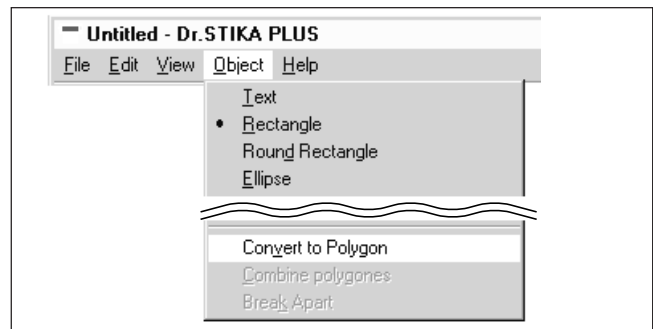 Untitled - Dr.STIKA PLUS
File Edit View Object Help
Text
• Rectangle
Round Rectangle
Ellipse
Convert to Polygon
Combine polygones
Break Apart